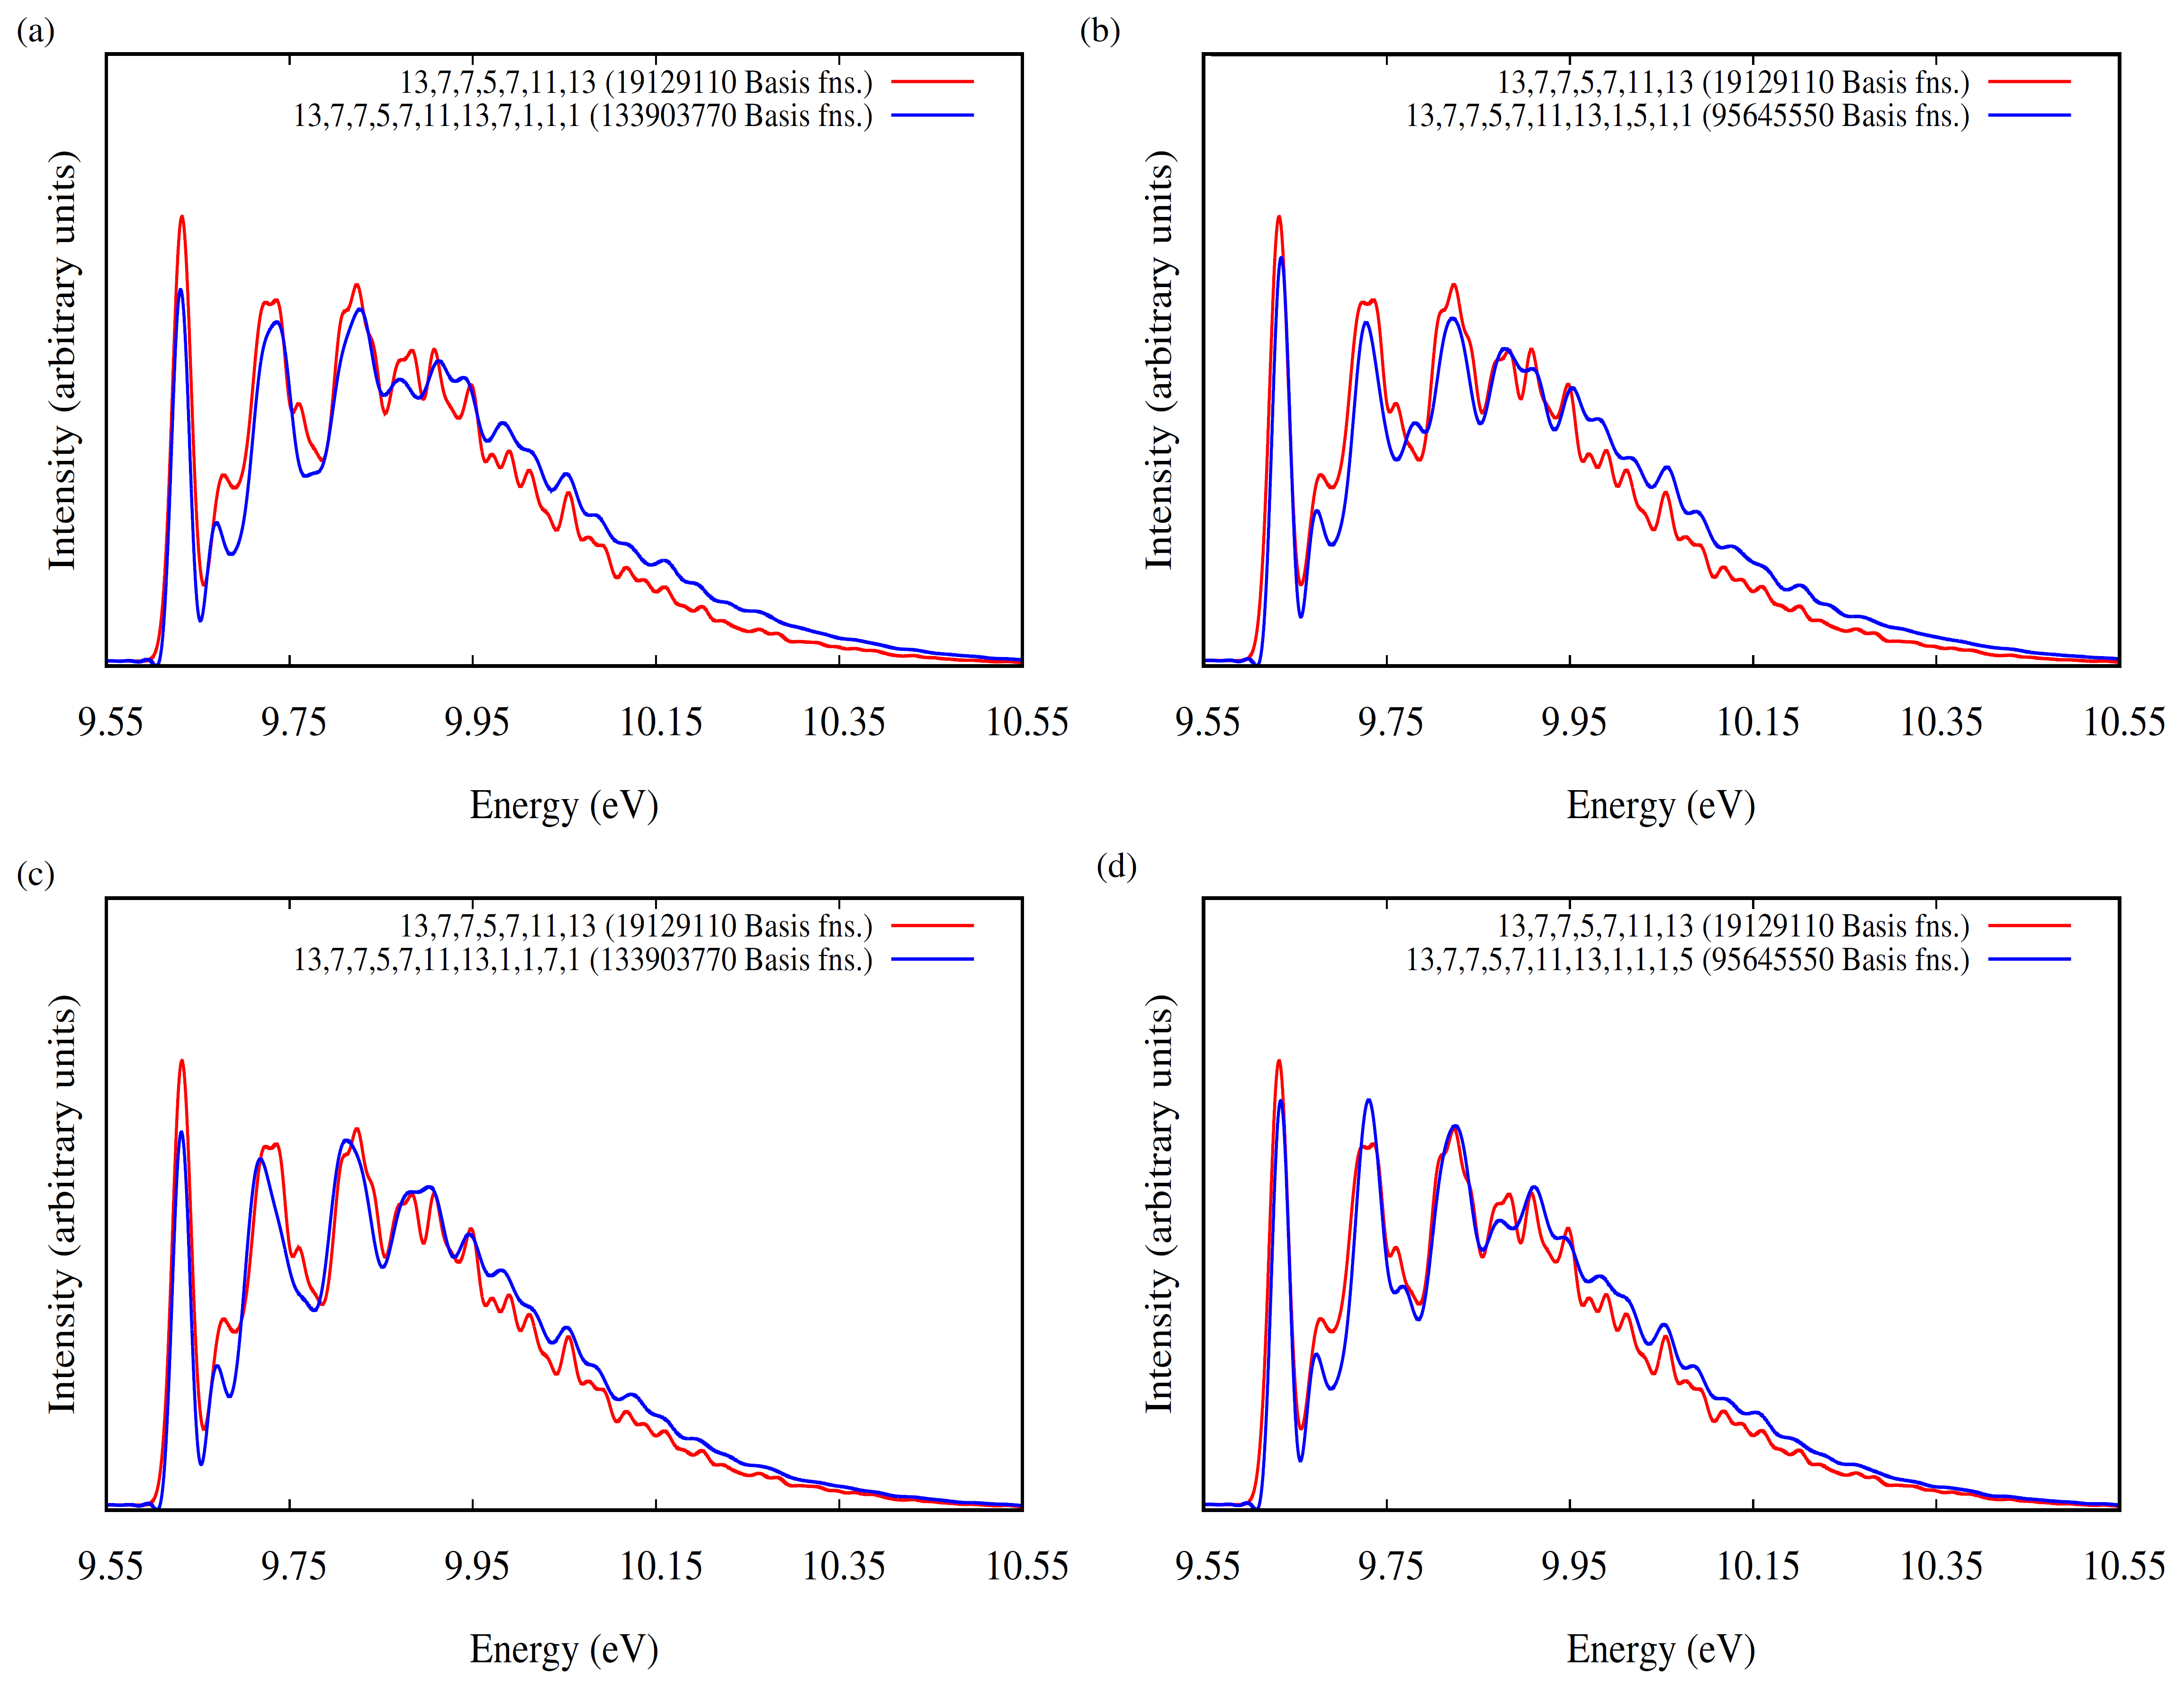 (a)
13,7,7,5,7,11,13 (19129110 Basis fns.)
13,7,7,5,7,11,13,7,1,1,1 (133903770 Basis fns.)
Intensity (arbitrary units)
9.55 9.75 9.95 10.15 10.35 10.55
Energy (eV)
(b)
13,7,7,5,7,11,13 (19129110 Basis fns.)
13,7,7,5,7,11,13,1,5,1,1 (95645550 Basis fns.)
Intensity (arbitrary units)
9.55 9.75 9.95 10.15 10.35 10.55
Energy (eV)
(c)
13,7,7,5,7,11,13 (19129110 Basis fns.)
13,7,7,5,7,11,13,1,1,7,1 (133903770 Basis fns.)
Intensity (arbitrary units)
9.55 9.75 9.95 10.15 10.35 10.55
Energy (eV)
(d)
13,7,7,5,7,11,13 (19129110 Basis fns.)
13,7,7,5,7,11,13,1,1,1,5 (95645550 Basis fns.)
Intensity (arbitrary units)
9.55 9.75 9.95 10.15 10.35 10.55
Energy (eV)